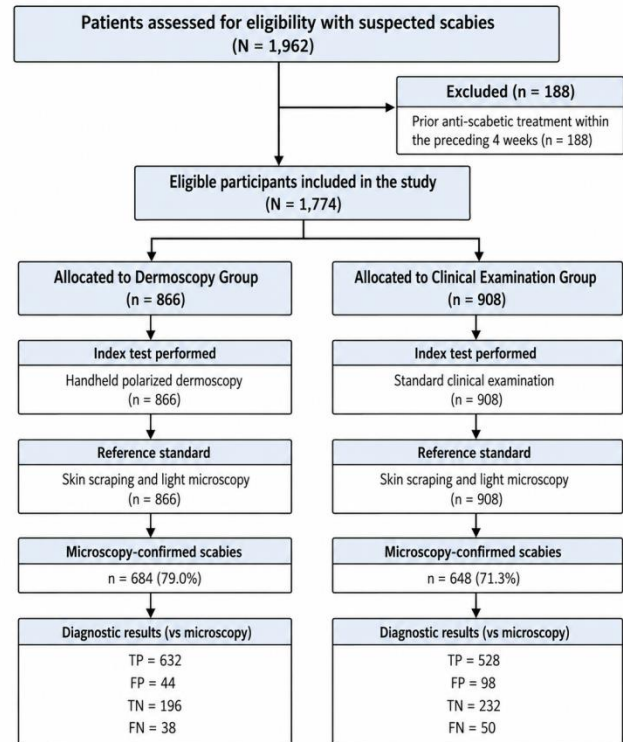 Patients assessed for eligibility with suspected scabies
(N = 1,962)
Excluded (n = 188)
Prior anti-scabetic treatment within
the preceding 4 weeks (n = 188)
Eligible participants included in the study
(N = 1,774)
Allocated to Dermoscopy Group
(n = 866)
Index test performed
Handheld polarized dermoscopy
(n = 866)
Reference standard
Skin scraping and light microscopy
(n = 866)
Microscopy-confirmed scabies
n = 684 (79.0%)
Diagnostic results (vs microscopy)
TP = 632
FP = 44
TN = 196
FN = 38
Allocated to Clinical Examination Group
(n = 908)
Index test performed
Standard clinical examination
(n = 908)
Reference standard
Skin scraping and light microscopy
(n = 908)
Microscopy-confirmed scabies
n = 648 (71.3%)
Diagnostic results (vs microscopy)
TP = 528
FP = 98
TN = 232
FN = 50